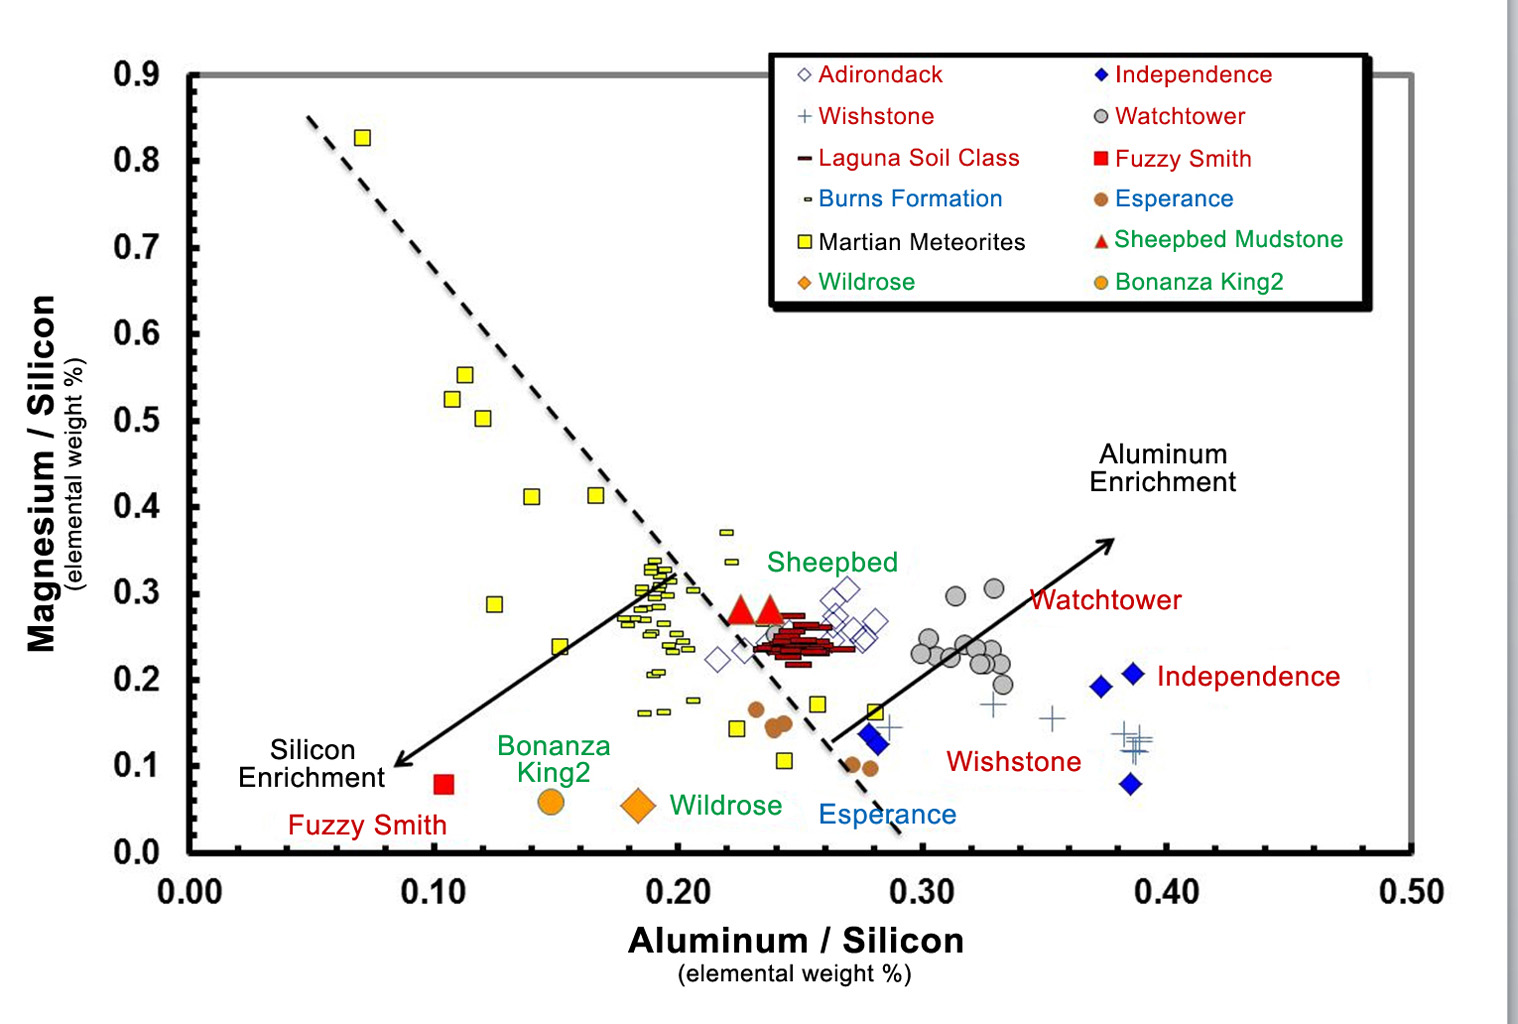 0.9
0.8
0.7
0.6
0.5
0.4
0.3
0.2
0.1
0.0
Magnesium / Silicon
(elemental weight %)
Adirondack
Independence
Wishstone
Watchtower
Laguna Soil Class
Fuzzy Smith
Burns Formation
Esperance
Martian Meteorites
Sheepbed Mudstone
Wildrose
Bonanza King2
Aluminum
Enrichment
Sheepbed
Watchtower
Independence
Silicon
Enrichment
Bonanza
King2
Wishstone
Fuzzy Smith
Wildrose
Esperance
0.00
0.10
0.20
0.30
0.40
0.50
Aluminum / Silicon
(elemental weight %)